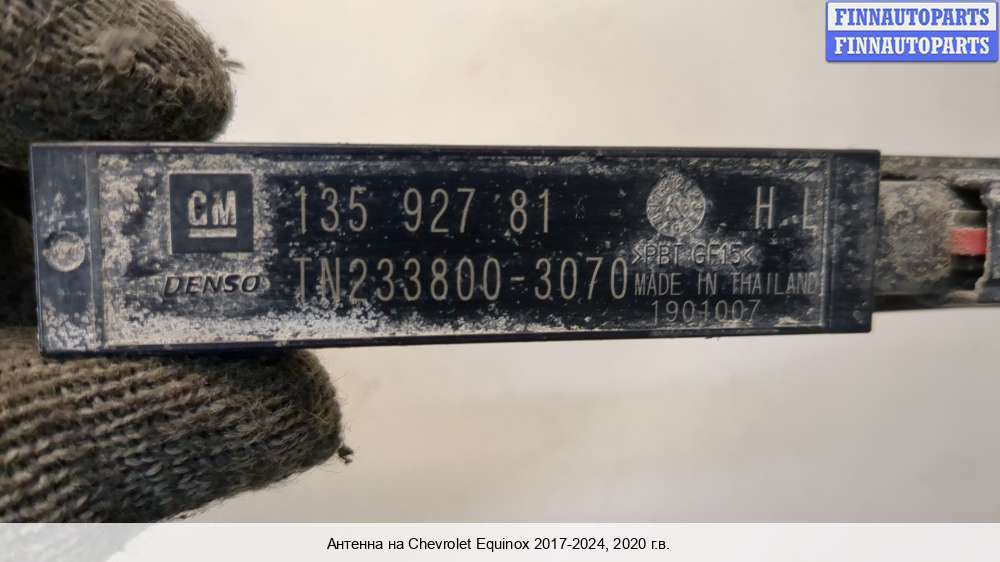 FINNAUTOPARTS
FINNAUTOPARTS
GM
135 927 81
H L
DENSO
TN233800-3070
>PBT-GF15<
MADE IN THAILAND
1901007
Антенна на Chevrolet Equinox 2017-2024, 2020 г.в.